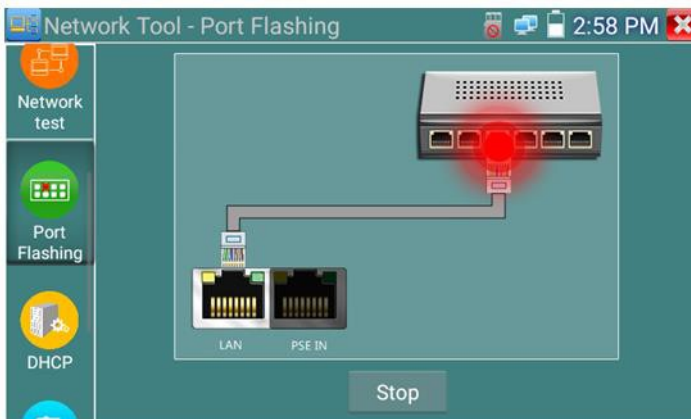 Network Tool - Port Flashing
2:58 PM
Network
test
Port
Flashing
DHCP
LAN
PSE IN
Stop